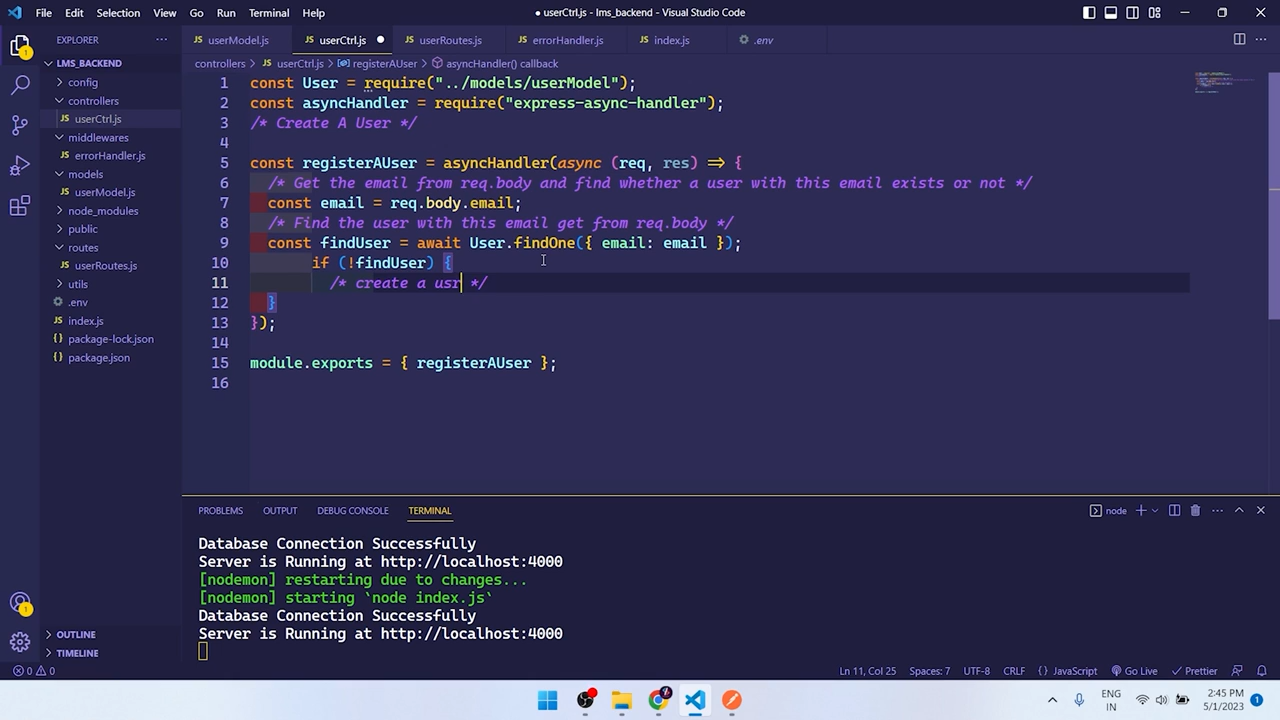 File Edit Selection View Go Run Terminal Help
userCtrl.js - lms_backend - Visual Studio Code
EXPLORER
LMS_BACKEND
config
controllers
userCtrl.js
middlewares
errorHandler.js
models
userModel.js
node_modules
public
routes
userRoutes.js
utils
.env
index.js
package-lock.json
package.json
OUTLINE
TIMELINE
userModel.js userCtrl.js userRoutes.js errorHandler.js index.js .env
controllers > userCtrl.js > registerAUser > asyncHandler() callback
1 const User = require("../models/userModel");
2 const asyncHandler = require("express-async-handler");
3 /* Create A User */
4
5 const registerAUser = asyncHandler(async (req, res) => {
6 /* Get the email from req.body and find whether a user with this email exists or not */
7 const email = req.body.email;
8 /* Find the user with this email get from req.body */
9 const findUser = await User.findOne({ email: email });
10 if (!findUser) {
11 /* create a usr */
12 }
13 });
14
15 module.exports = { registerAUser };
16
PROBLEMS OUTPUT DEBUG CONSOLE TERMINAL
node
Database Connection Successfully
Server is Running at http://localhost:4000
[nodemon] restarting due to changes...
[nodemon] starting `node index.js`
Database Connection Successfully
Server is Running at http://localhost:4000
0 0 Ln 11, Col 25 Spaces: 7 UTF-8 CRLF {} JavaScript Go Live Prettier
ENG
IN
2:45 PM
5/1/2023